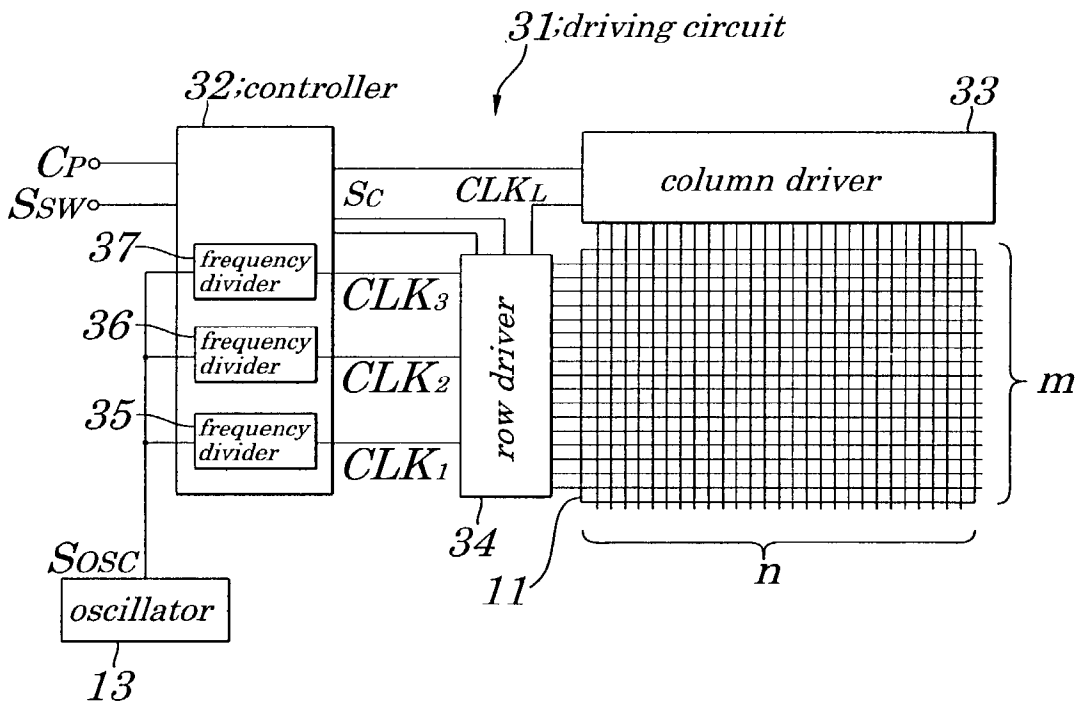 31;driving circuit
32;controller
33
CP
SSW
SC
CLKL
column driver
37
frequency
divider
CLK3
36
frequency
divider
CLK2
row driver
m
35
frequency
divider
CLK1
34
11
n
SOSC
oscillator
13